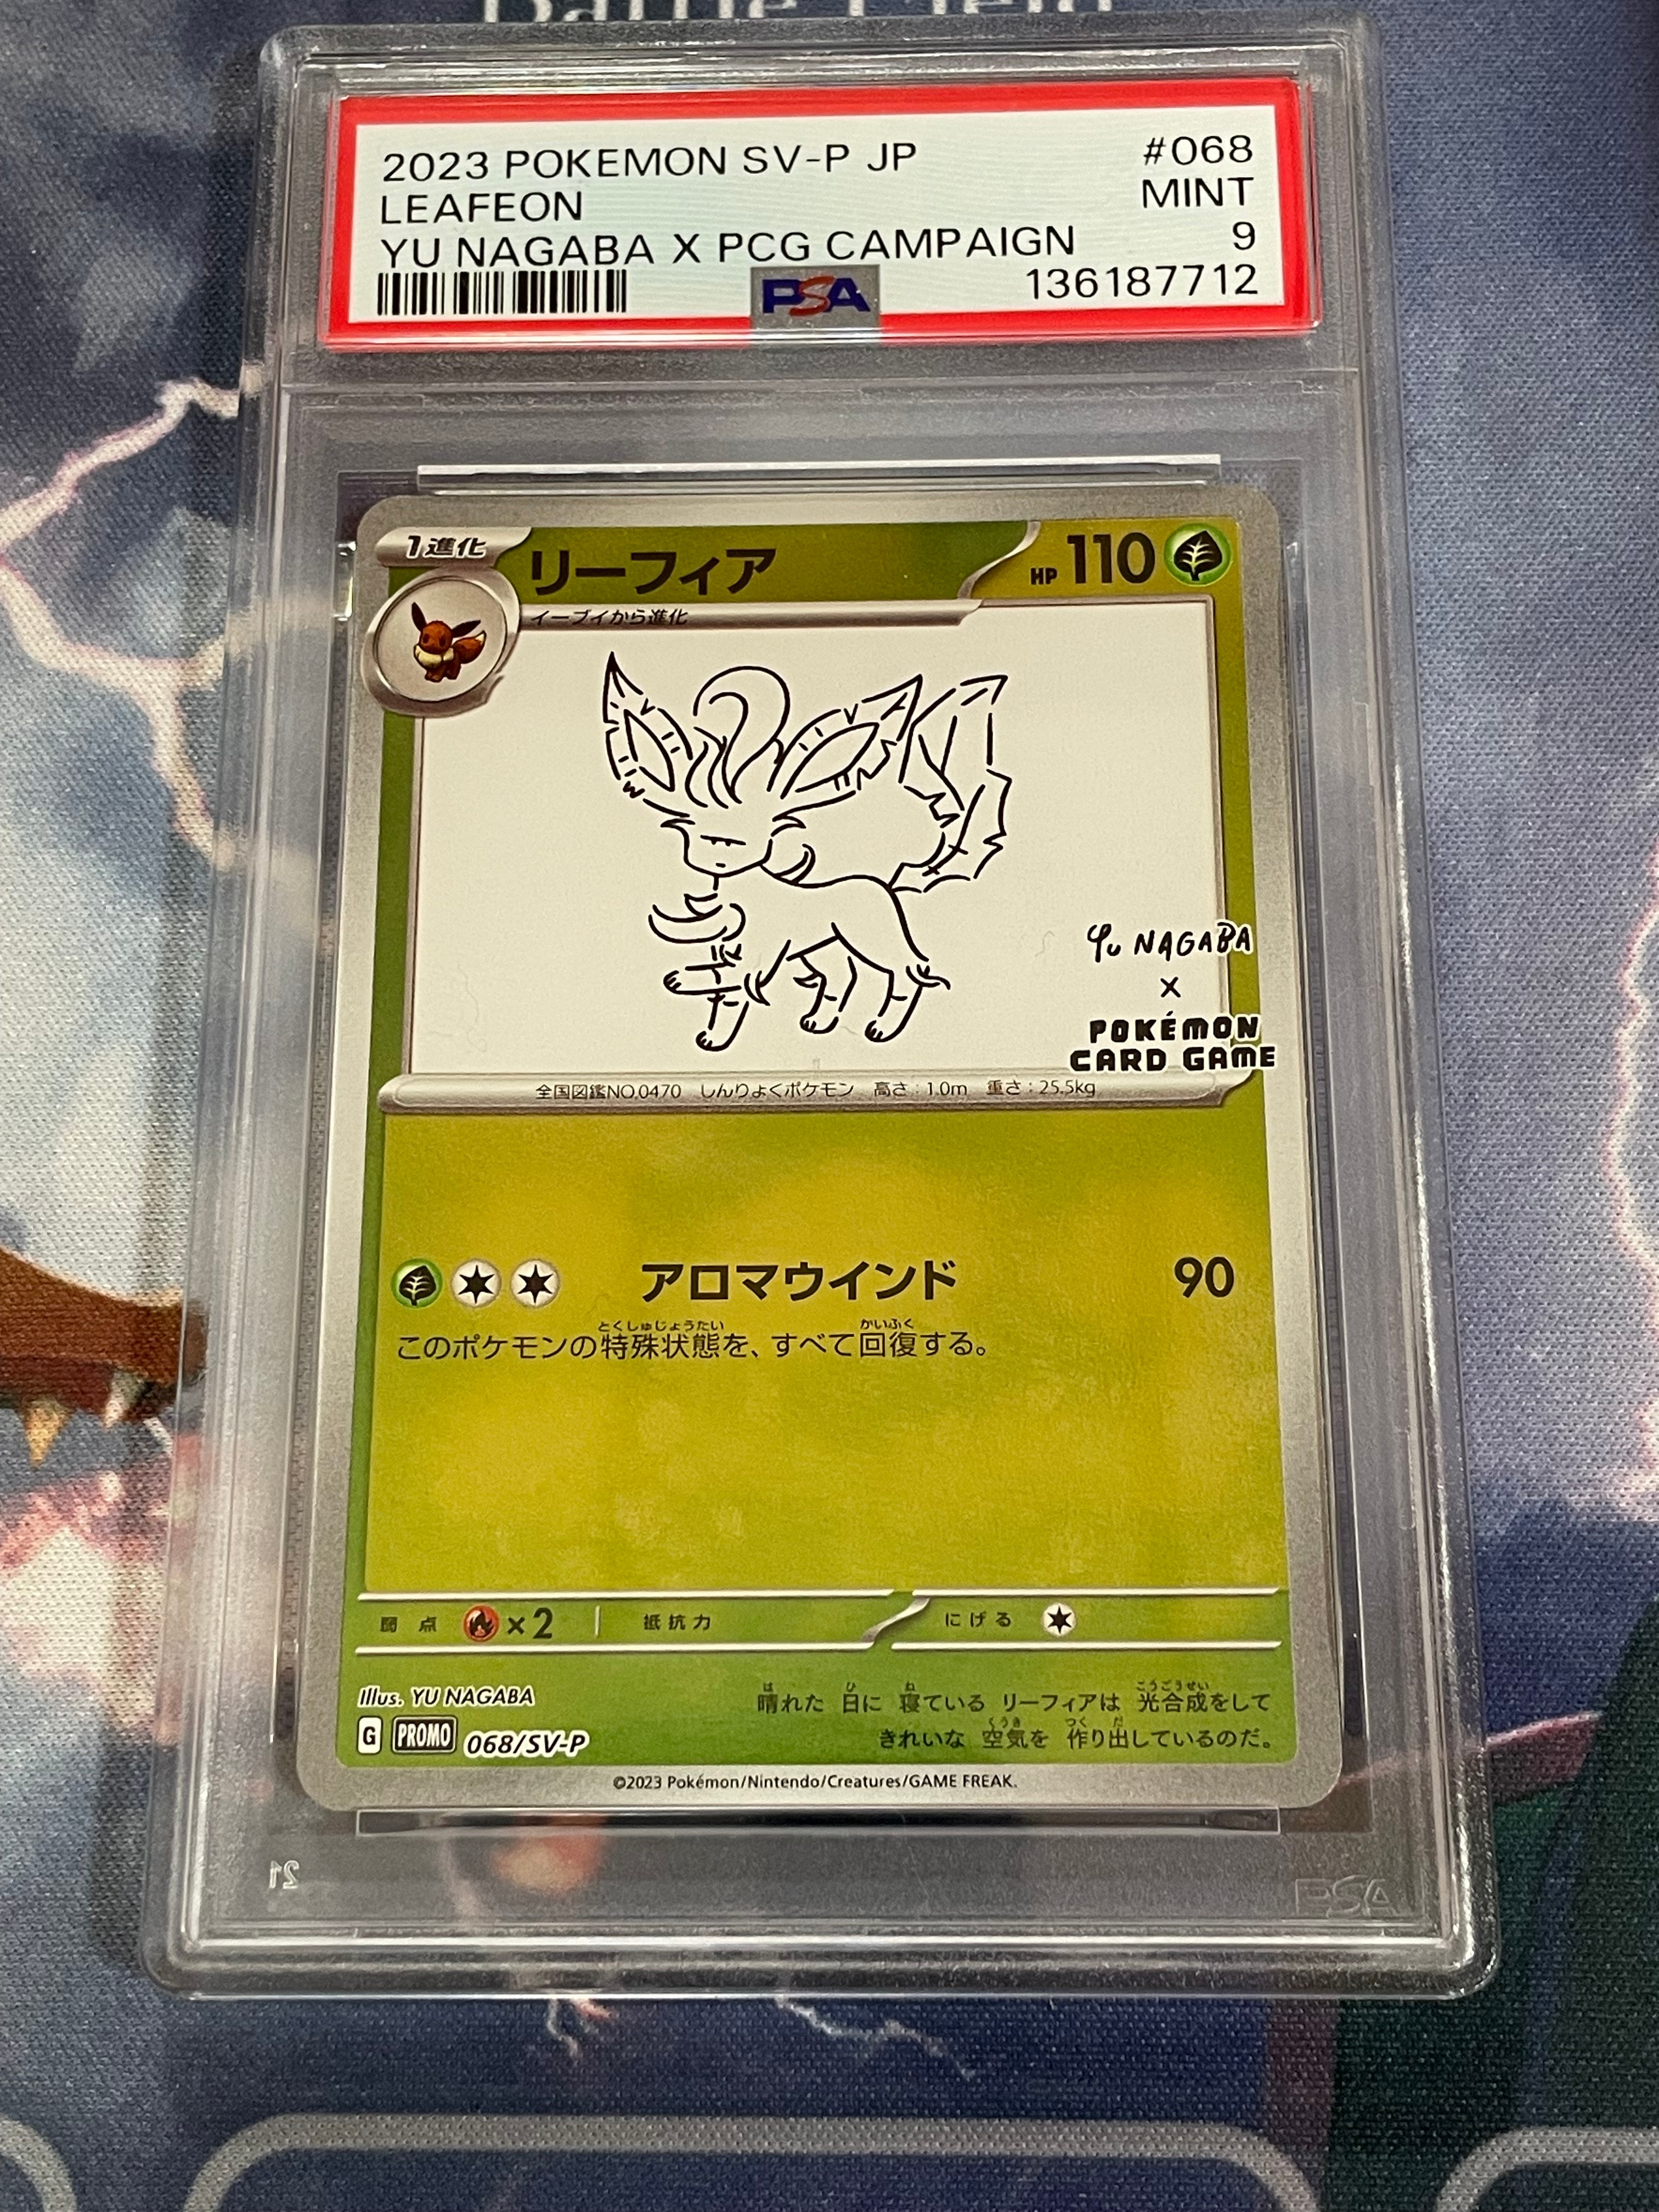 2023 POKEMON SV-P JP #068
LEAFEON MINT
YU NAGABA X PCG CAMPAIGN 9
PSA 136187712
1進化 リーフィア HP 110
イーブイから進化
Yu NAGABA
×
POKÉMON
CARD GAME
全国図鑑NO.0470 しんりょくポケモン 高さ:1.0m 重さ:25.5kg
アロマウインド 90
とくしゅじょうたい かいふく
このポケモンの特殊状態を、すべて回復する。
弱点 ×2 抵抗力 にげる
Illus. YU NAGABA
は ひ ね こうごうせい
晴れた 日に 寝ている リーフィアは 光合成をして
くうき つく だ
きれいな 空気を 作り出しているのだ。
G PROMO 068/SV-P
©2023 Pokémon/Nintendo/Creatures/GAME FREAK.
21
PSA